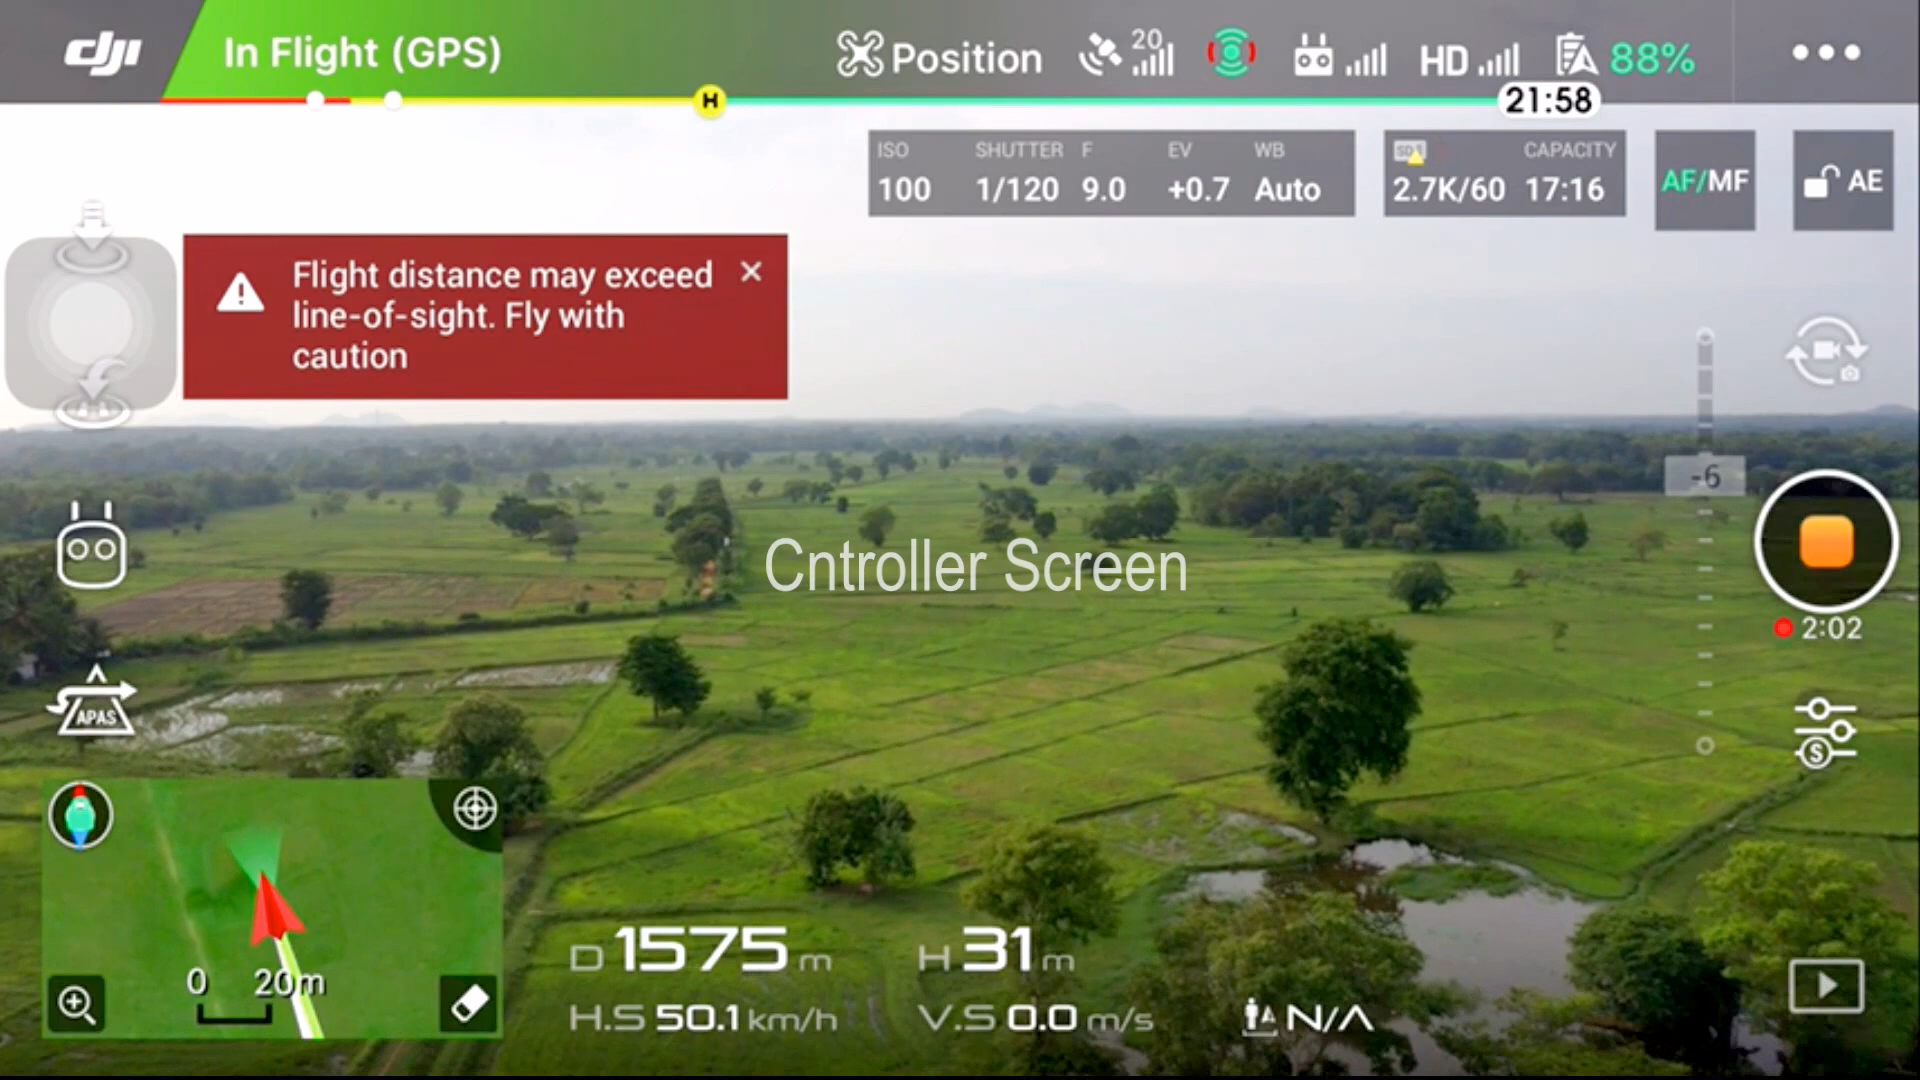 dji In Flight (GPS) Position 20 HD 88%
H 21:58
ISO SHUTTER F EV WB CAPACITY
100 1/120 9.0 +0.7 Auto 2.7K/60 17:16 AF/MF AE
Flight distance may exceed
line-of-sight. Fly with
caution
-6
Cntroller Screen
2:02
APAS
S
D 1575 m H 31 m
0 20m
H.S 50.1 km/h V.S 0.0 m/s N/A